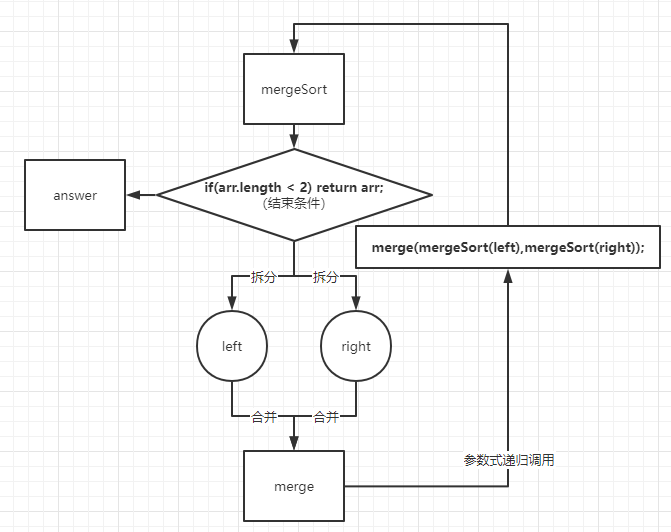 mergeSort
if(arr.length < 2) return arr;
（结束条件）
answer
merge(mergeSort(left),mergeSort(right));
拆分
拆分
left
right
合并
合并
参数式递归调用
merge